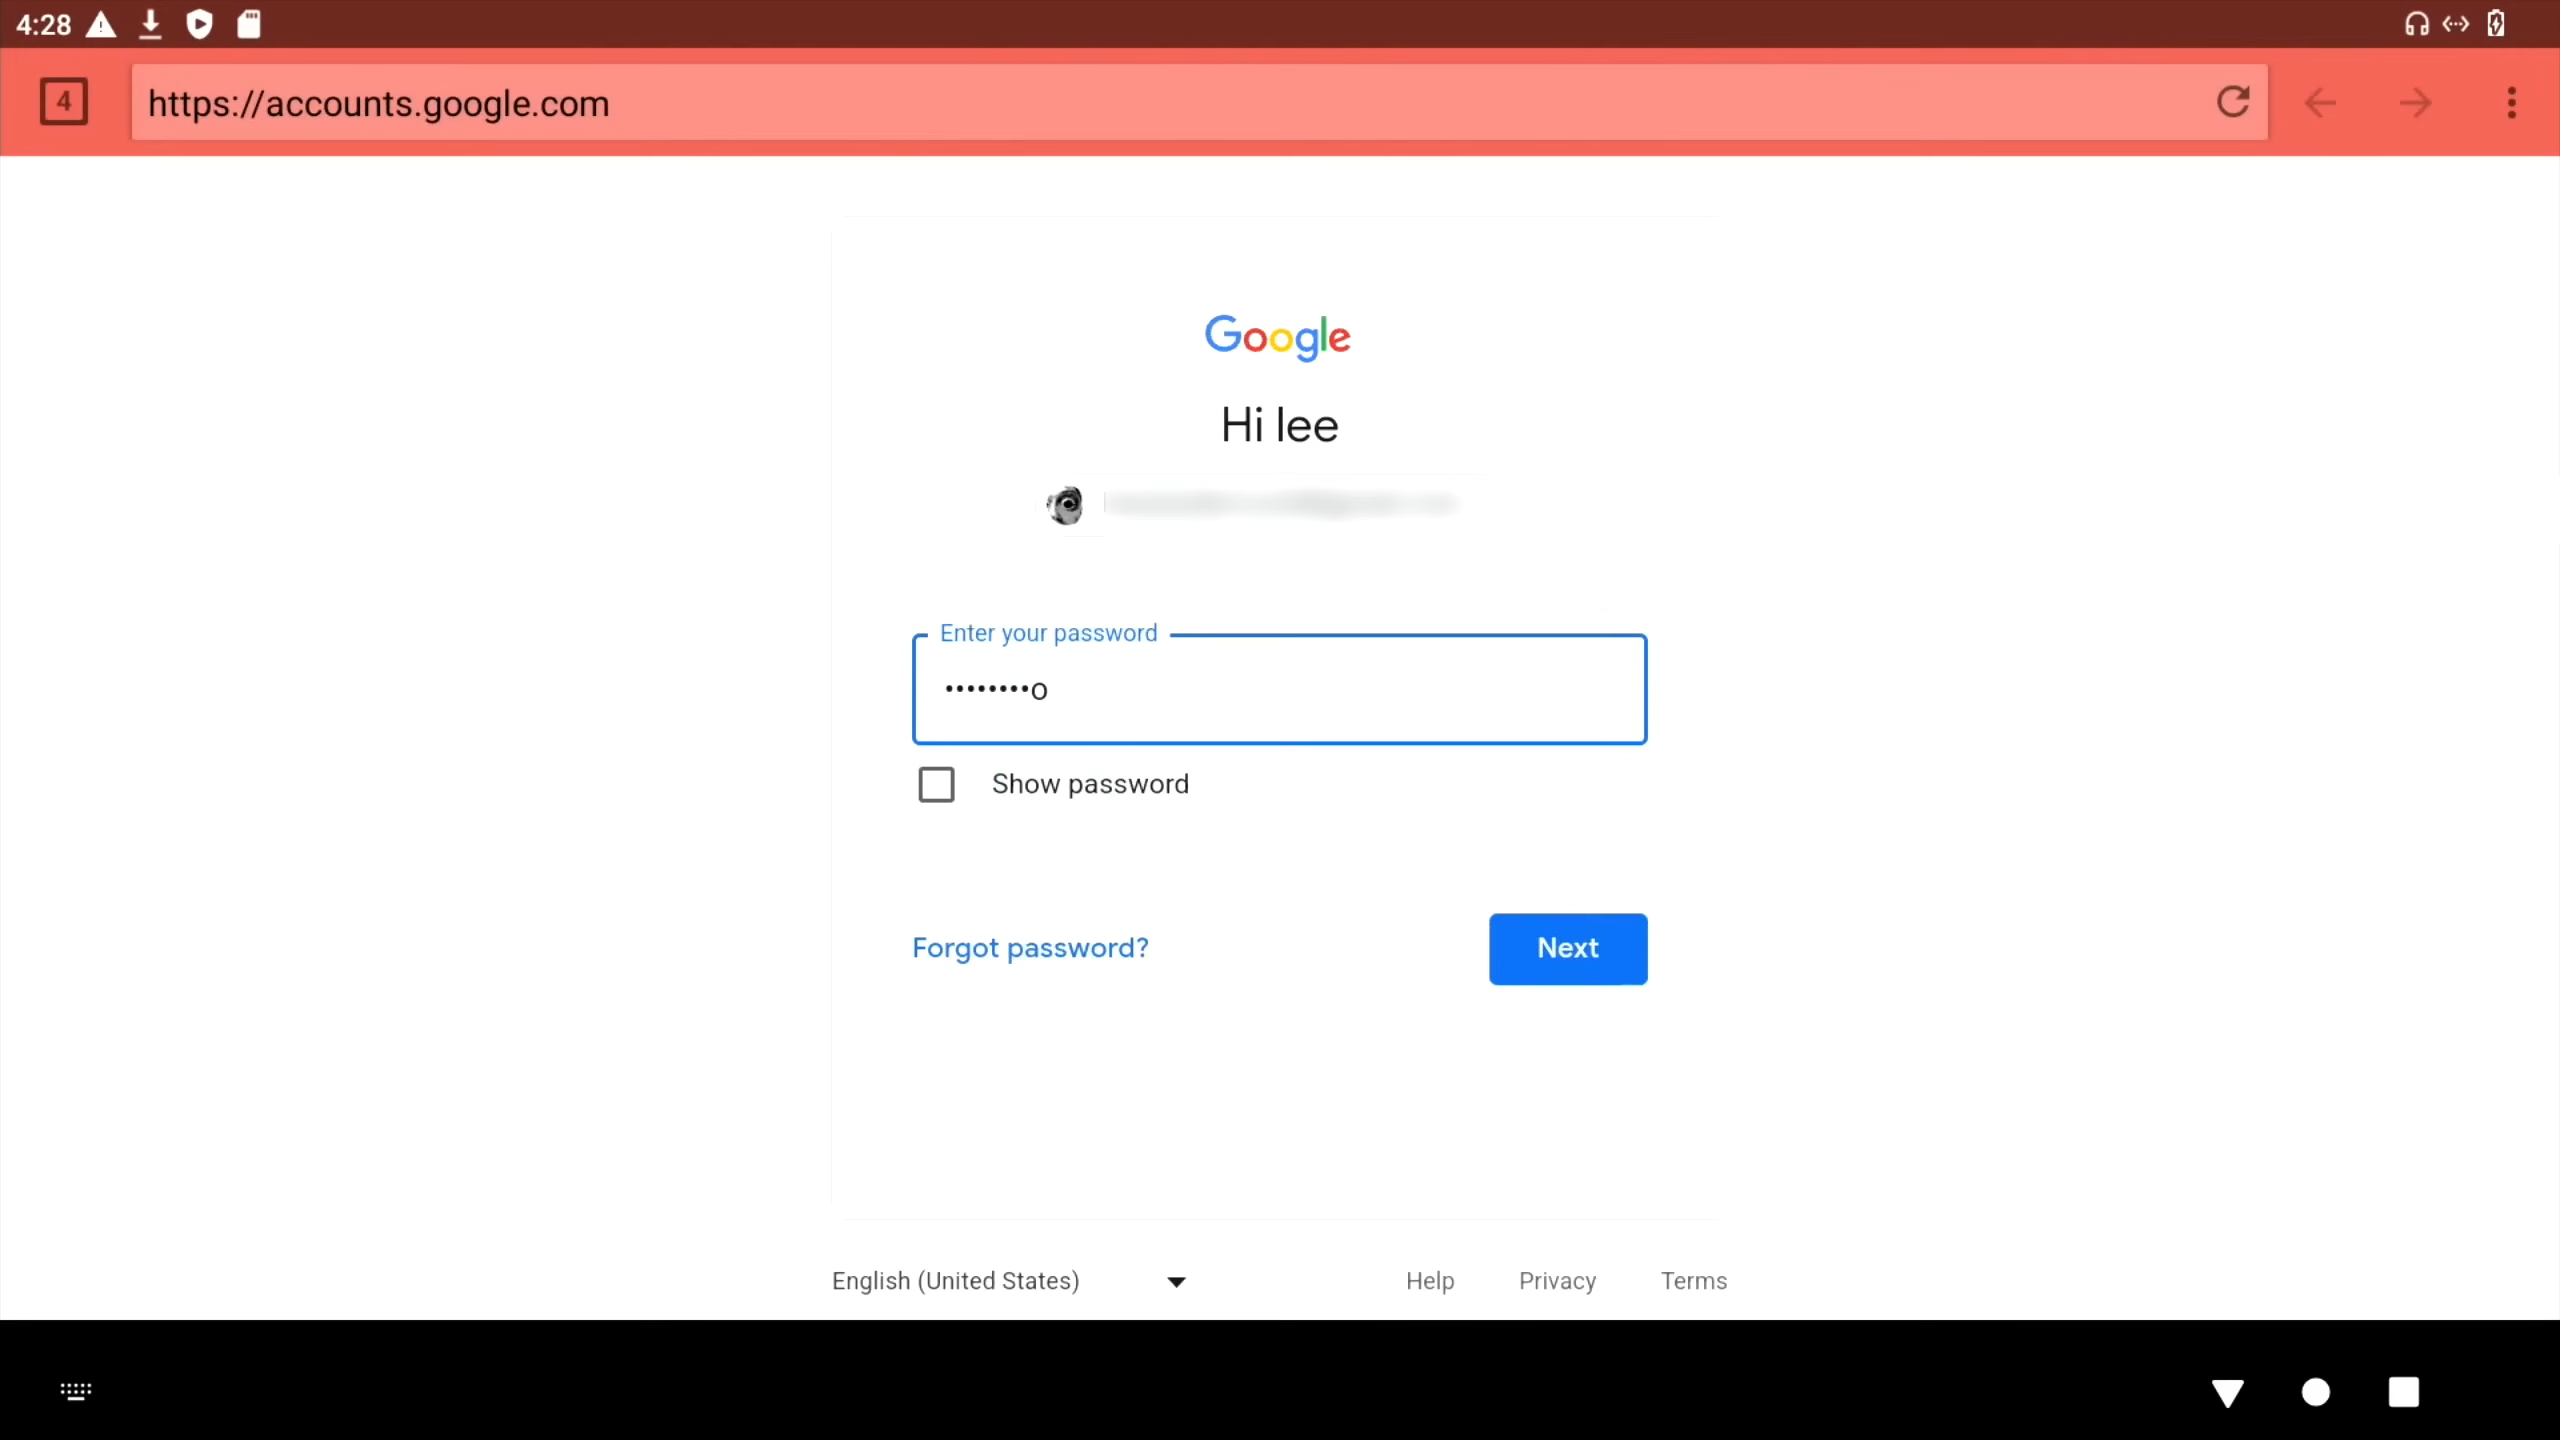 4:28
4
https://accounts.google.com
Google
Hi lee
Enter your password
••••••••o
Show password
Forgot password?
Next
English (United States)
Help Privacy Terms